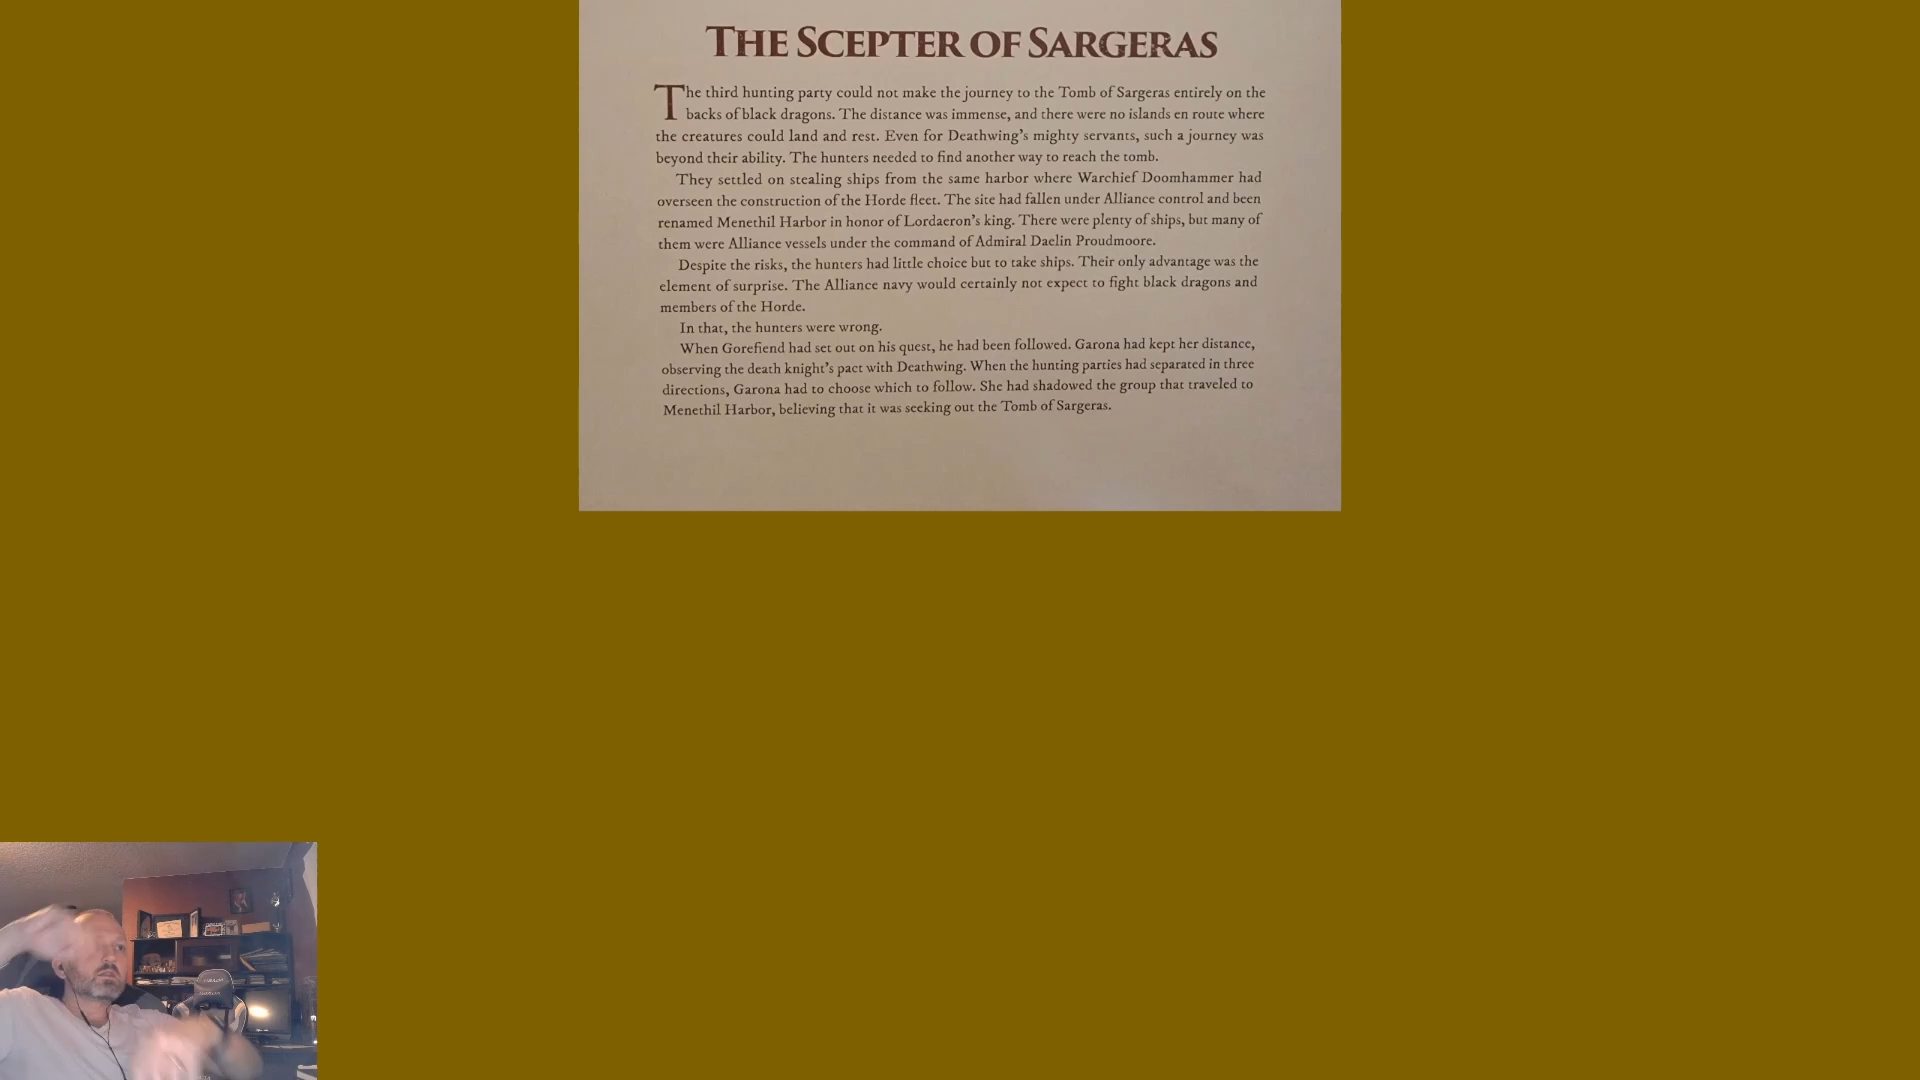 THE SCEPTER OF SARGERAS
The third hunting party could not make the journey to the Tomb of Sargeras entirely on the
backs of black dragons. The distance was immense, and there were no islands en route where
the creatures could land and rest. Even for Deathwing's mighty servants, such a journey was
beyond their ability. The hunters needed to find another way to reach the tomb.
They settled on stealing ships from the same harbor where Warchief Doomhammer had
overseen the construction of the Horde fleet. The site had fallen under Alliance control and been
renamed Menethil Harbor in honor of Lordaeron's king. There were plenty of ships, but many of
them were Alliance vessels under the command of Admiral Daelin Proudmoore.
Despite the risks, the hunters had little choice but to take ships. Their only advantage was the
element of surprise. The Alliance navy would certainly not expect to fight black dragons and
members of the Horde.
In that, the hunters were wrong.
When Gorefiend had set out on his quest, he had been followed. Garona had kept her distance,
observing the death knight's pact with Deathwing. When the hunting parties had separated in three
directions, Garona had to choose which to follow. She had shadowed the group that traveled to
Menethil Harbor, believing that it was seeking out the Tomb of Sargeras.